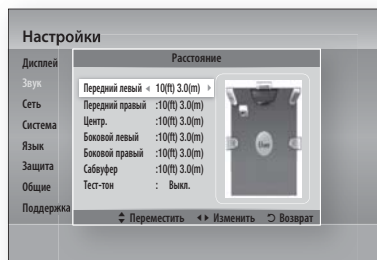 Настройки
Дисплей
Звук
Сеть
Система
Язык
Защита
Общие
Поддержка
Расстояние
Передний левый ◂ 10(ft) 3.0(m) ▸
Передний правый :10(ft) 3.0(m)
Центр. :10(ft) 3.0(m)
Боковой левый :10(ft) 3.0(m)
Боковой правый :10(ft) 3.0(m)
Сабвуфер :10(ft) 3.0(m)
Тест-тон : Выкл.
Переместить Изменить Возврат